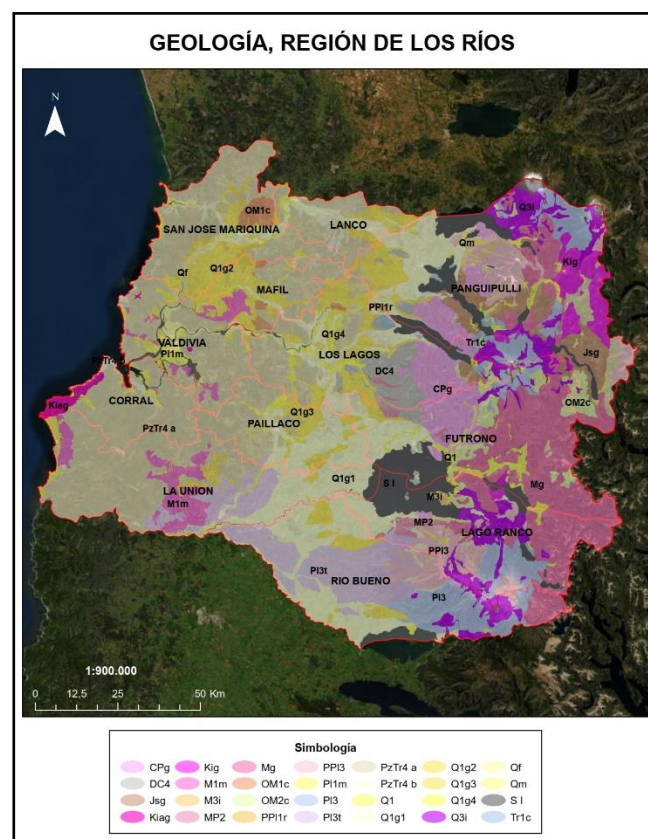 GEOLOGÍA, REGIÓN DE LOS RÍOS
N
OM1c
Q3i
SAN JOSE MARIQUINA
LANCO
Qm
Kig
Qf
Q1g2
MAFIL
PANGUIPULLI
PPl1r
Q1g4
VALDIVIA
Tr1c
Pl1m
LOS LAGOS
Jsg
DC4
CPg
OM2c
Kiag
CORRAL
Q1g3
PzTr4 a
PAILLACO
FUTRONO
Q1
Q1g1
S I
Mg
LA UNION
M3i
M1m
MP2
LAGO RANCO
PPl3
Pl3t
RIO BUENO
Pl3
1:900.000
0 12,5 25 50 Km
Simbología
CPg Kig Mg PPl3 PzTr4 a Q1g2 Qf
DC4 M1m OM1c Pl1m PzTr4 b Q1g3 Qm
Jsg M3i OM2c Pl3 Q1 Q1g4 S I
Kiag MP2 PPl1r Pl3t Q1g1 Q3i Tr1c